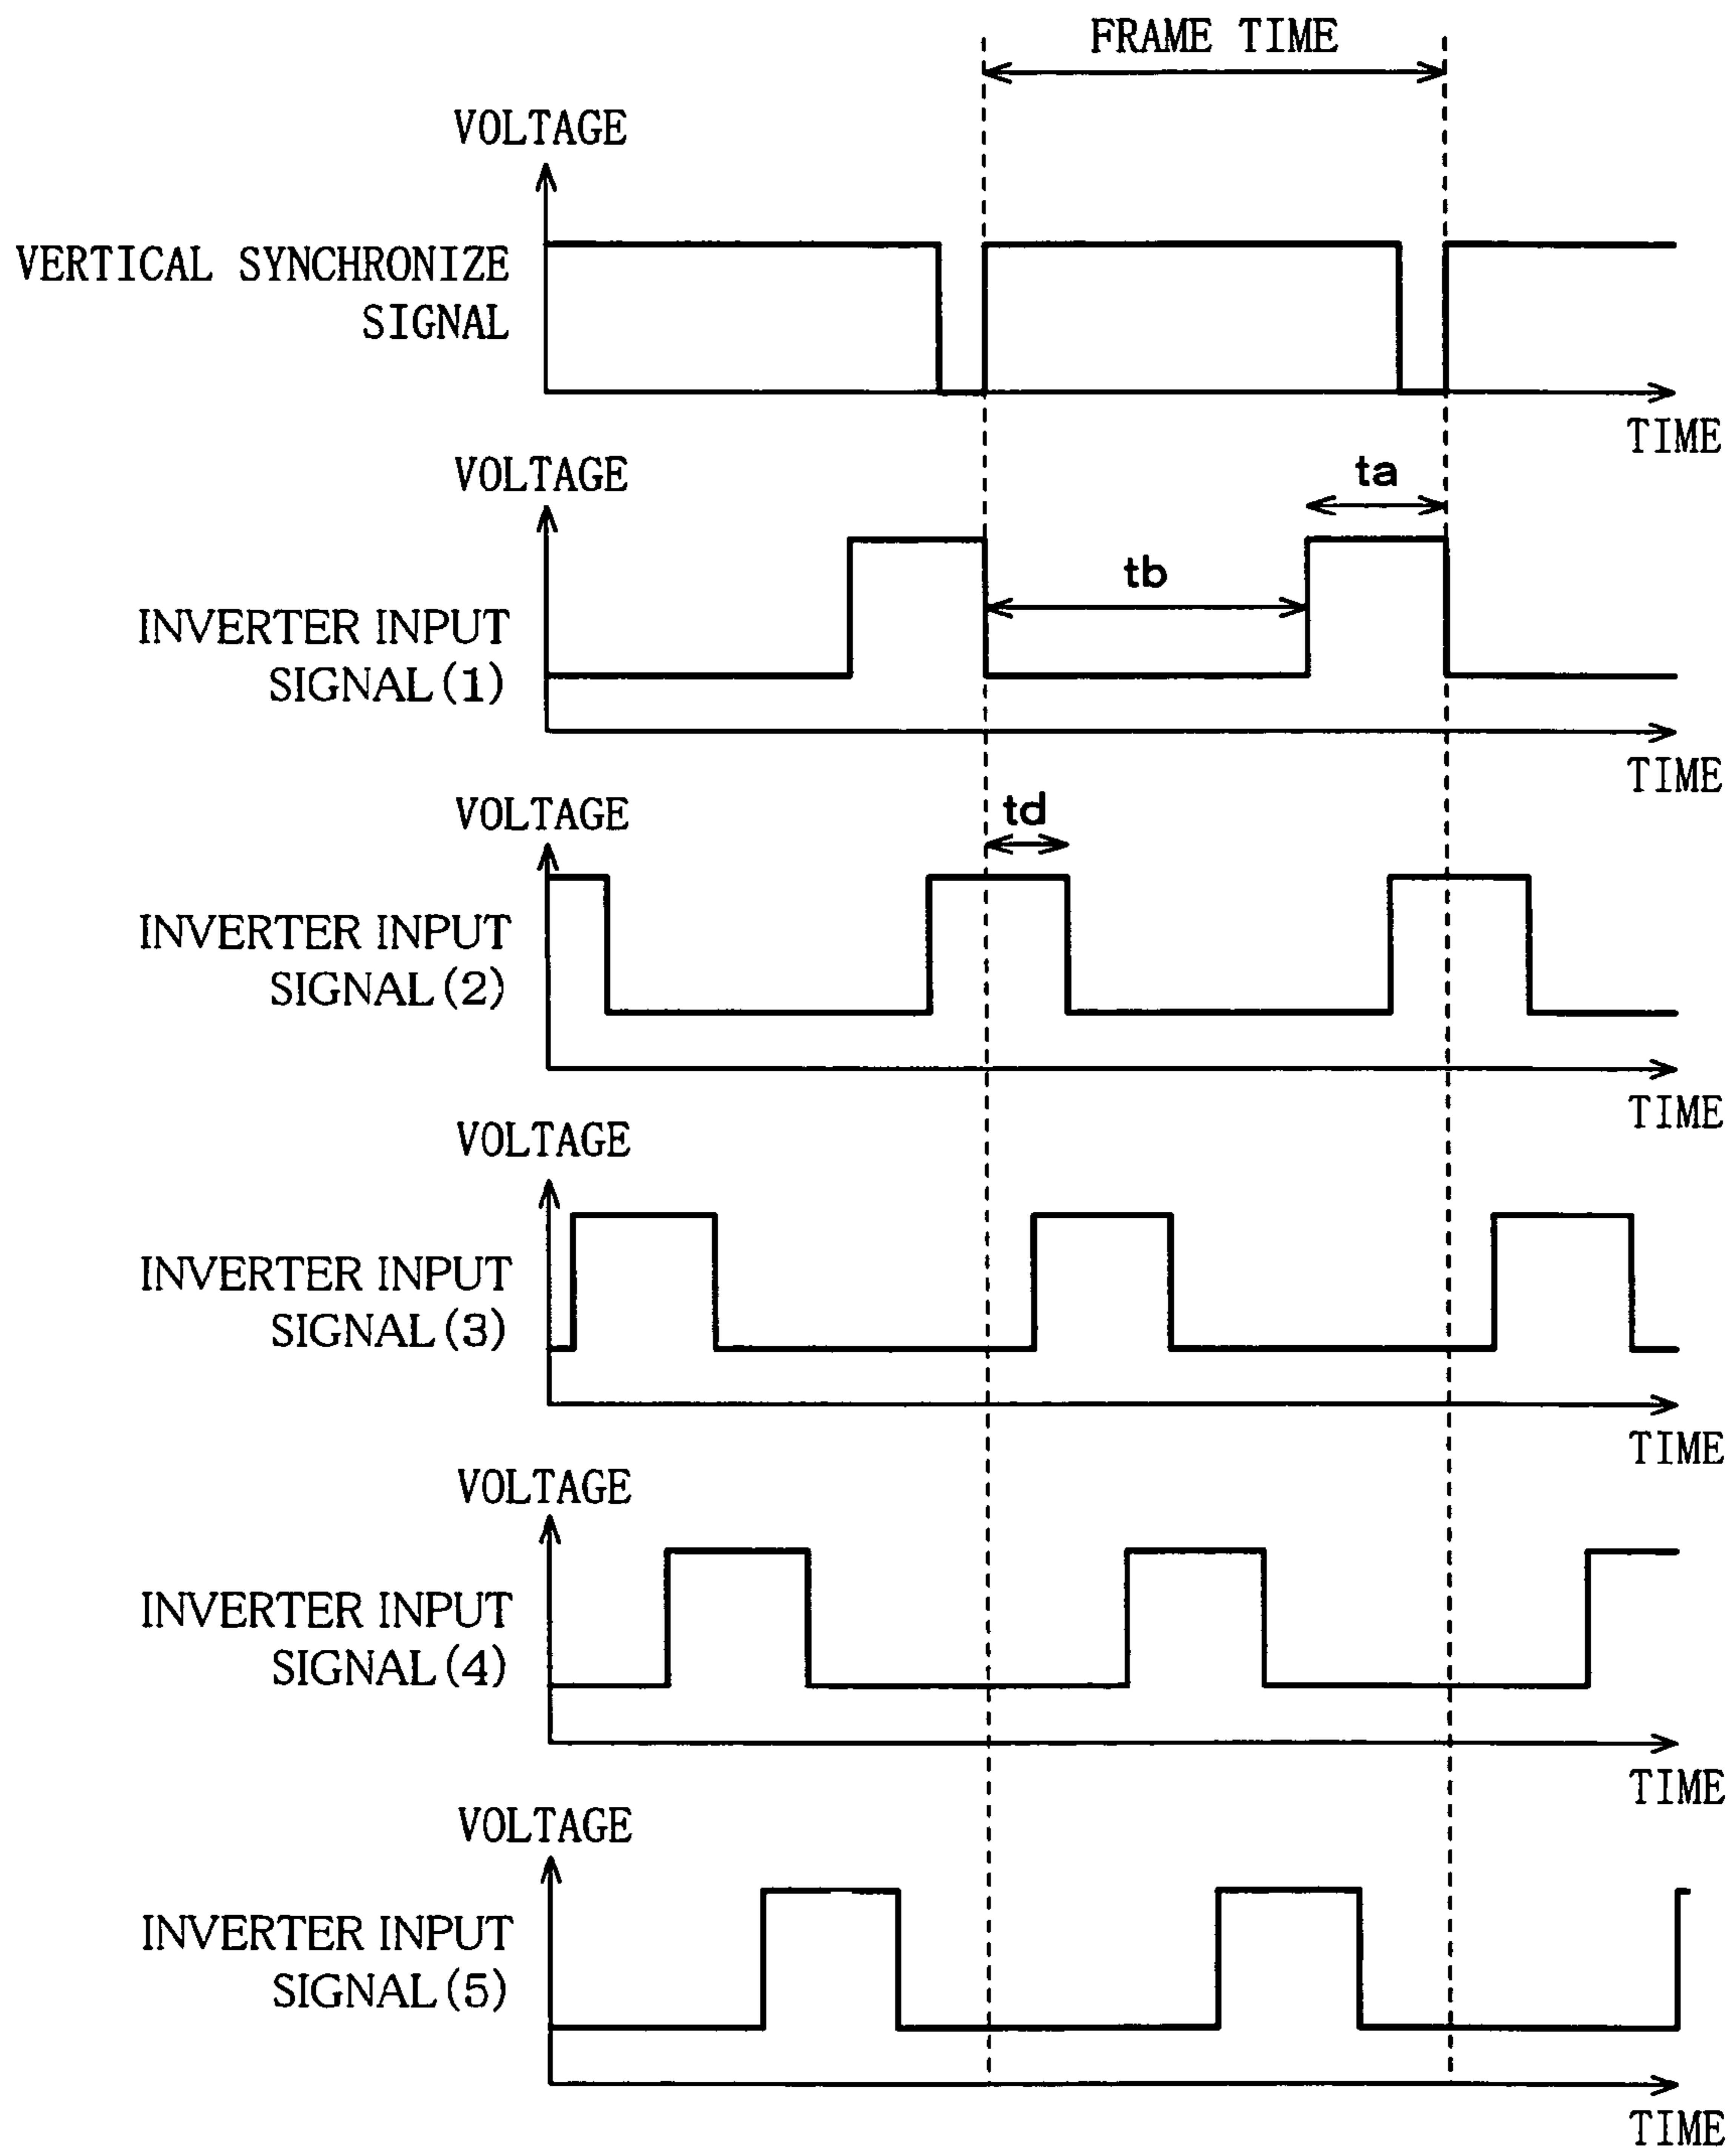 FRAME TIME
VOLTAGE
VERTICAL SYNCHRONIZE
SIGNAL
TIME
VOLTAGE
ta
tb
INVERTER INPUT
SIGNAL(1)
TIME
VOLTAGE
td
INVERTER INPUT
SIGNAL(2)
TIME
VOLTAGE
INVERTER INPUT
SIGNAL(3)
TIME
VOLTAGE
INVERTER INPUT
SIGNAL(4)
TIME
VOLTAGE
INVERTER INPUT
SIGNAL(5)
TIME